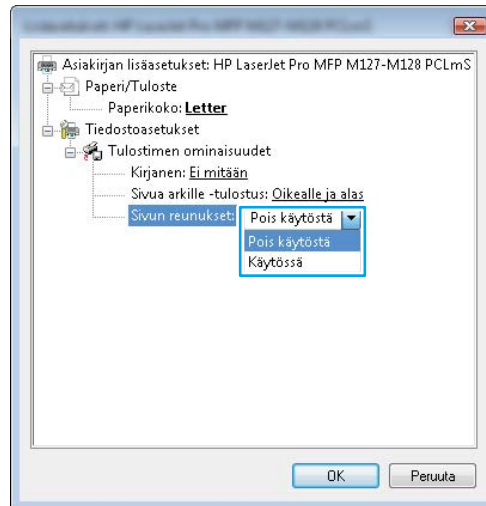 Asiakirjan lisäasetukset: HP LaserJet Pro MFP M127-M128 PCLmS
Paperi/Tuloste
Paperikoko: Letter
Tiedostoasetukset
Tulostimen ominaisuudet
Kirjanen: Ei mitään
Sivua arkille -tulostus: Oikealle ja alas
Sivun reunukset: Pois käytöstä
Pois käytöstä
Käytössä
OK Peruuta